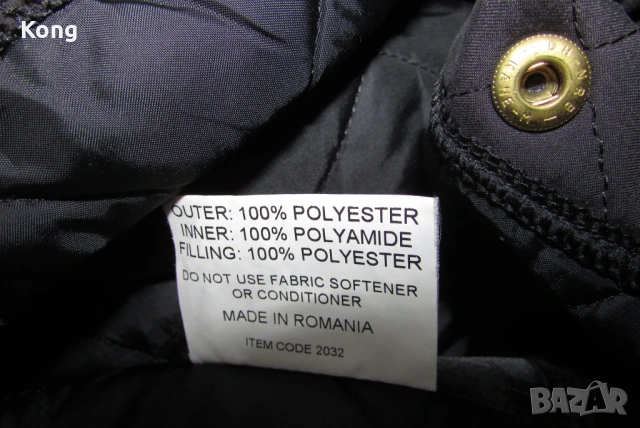 Kong
OUTER: 100% POLYESTER
INNER: 100% POLYAMIDE
FILLING: 100% POLYESTER
DO NOT USE FABRIC SOFTENER
OR CONDITIONER
MADE IN ROMANIA
ITEM CODE 2032
BAZAR